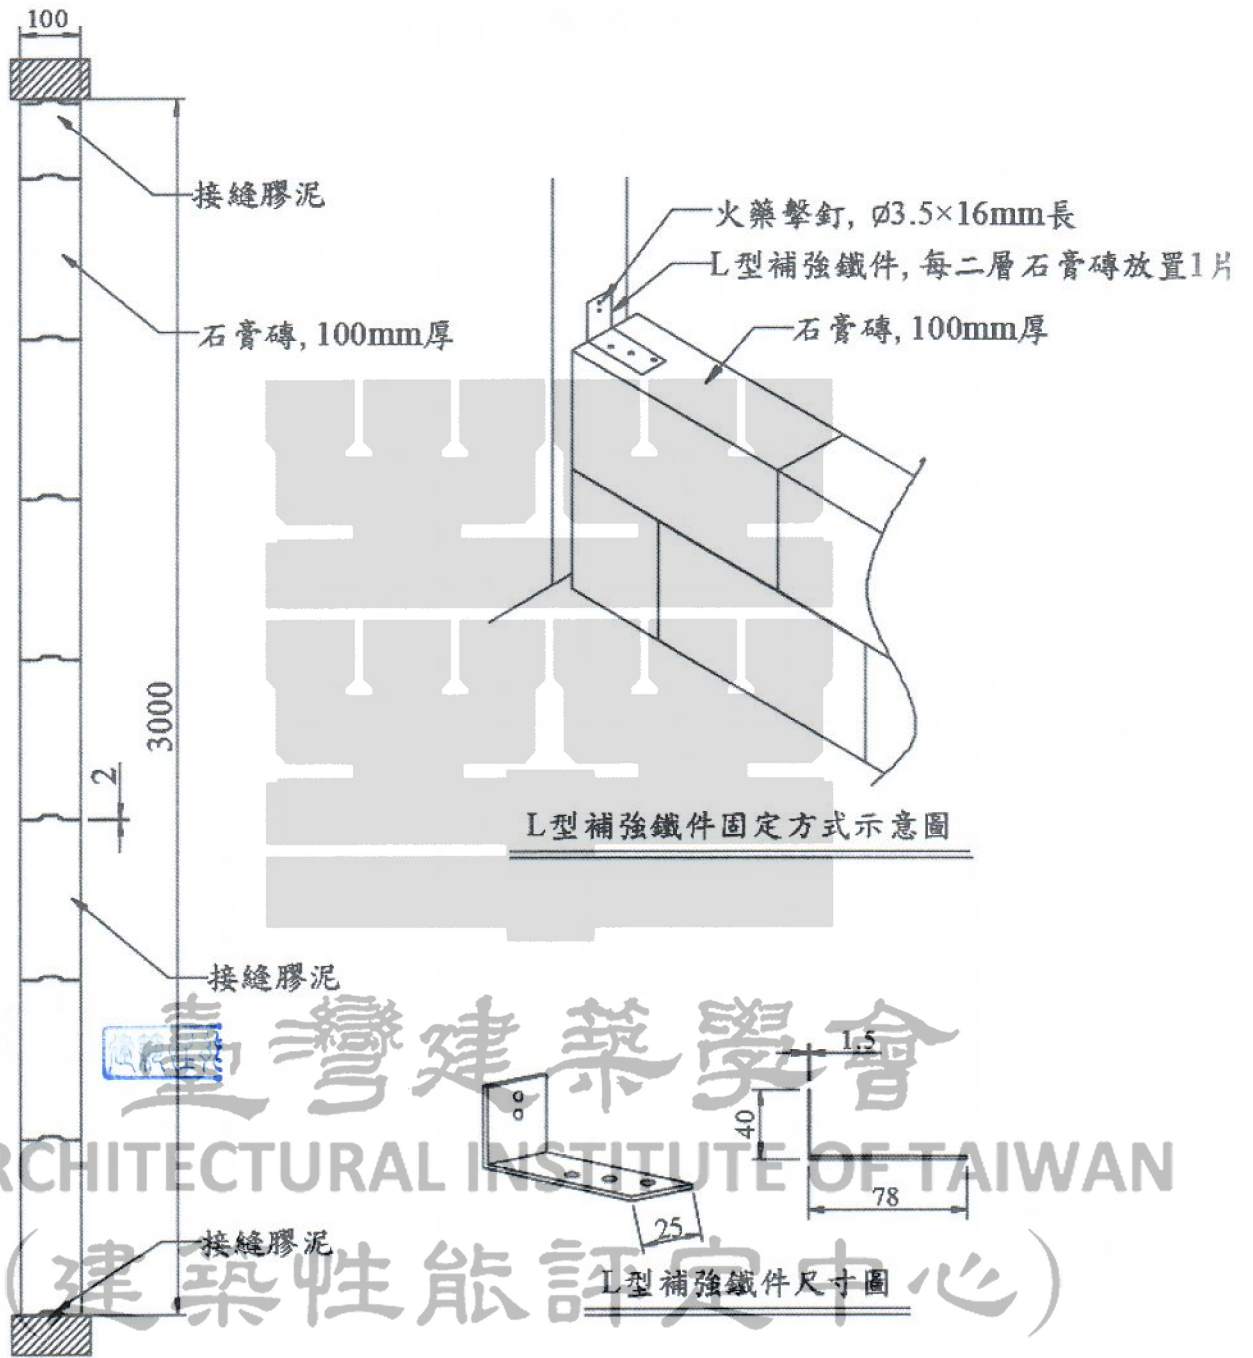 100
接縫膠泥
火藥擊釘, Ø3.5×16mm長
L型補強鐵件, 每二層石膏磚放置1片
石膏磚, 100mm厚
石膏磚, 100mm厚
3000
2
L型補強鐵件固定方式示意圖
接縫膠泥
臺灣建築學會
1.5
40
ARCHITECTURAL INSTITUTE OF TAIWAN
78
25
接縫膠泥
(建築性能評定中心)
L型補強鐵件尺寸圖